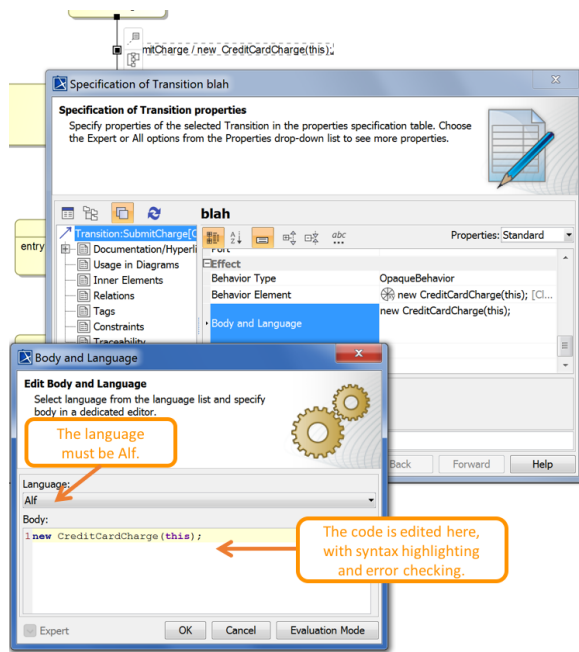 mitCharge / new CreditCardCharge(this);
Specification of Transition blah
Specification of Transition properties
Specify properties of the selected Transition in the properties specification table. Choose
the Expert or All options from the Properties drop-down list to see more properties.
blah
Transition:SubmitCharge[C
Documentation/Hyperli
Usage in Diagrams
Inner Elements
Relations
Tags
Constraints
Traceability
entry
abc
Properties: Standard
Port
Effect
Behavior Type OpaqueBehavior
Behavior Element new CreditCardCharge(this); [Cl...
Body and Language new CreditCardCharge(this);
Back Forward Help
Body and Language
Edit Body and Language
Select language from the language list and specify
body in a dedicated editor.
The language
must be Alf.
Language:
Alf
Body:
1 new CreditCardCharge(this);
The code is edited here,
with syntax highlighting
and error checking.
Expert OK Cancel Evaluation Mode